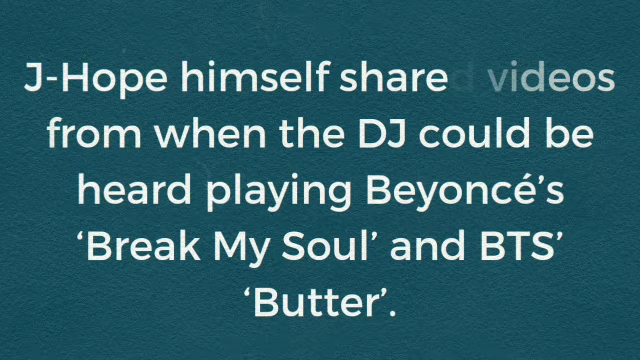 J-Hope himself shared videos
from when the DJ could be
heard playing Beyoncé’s
‘Break My Soul’ and BTS’
‘Butter’.